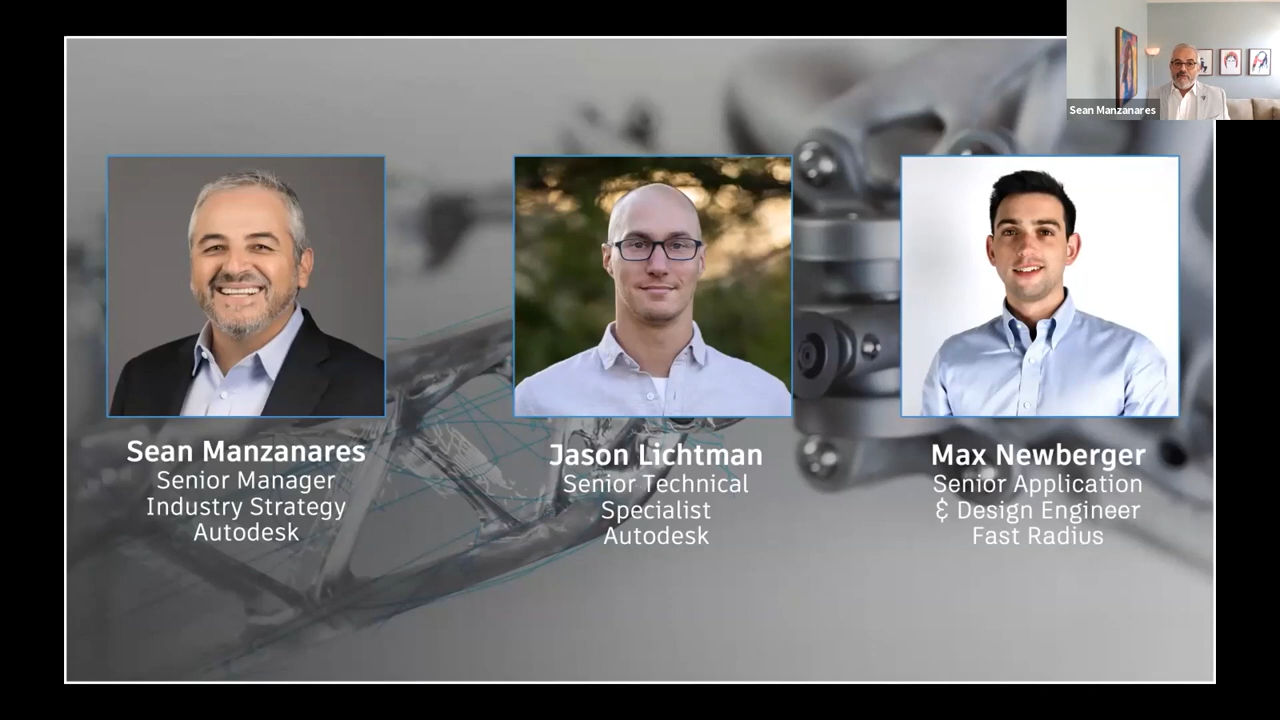 Sean Manzanares
Sean Manzanares
Senior Manager
Industry Strategy
Autodesk
Jason Lichtman
Senior Technical
Specialist
Autodesk
Max Newberger
Senior Application
& Design Engineer
Fast Radius